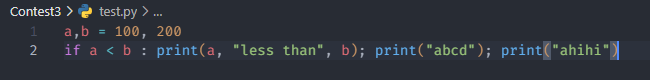 Contest3 > test.py > ...
1 a,b = 100, 200
2 if a < b : print(a, "less than", b); print("abcd"); print("ahihi")